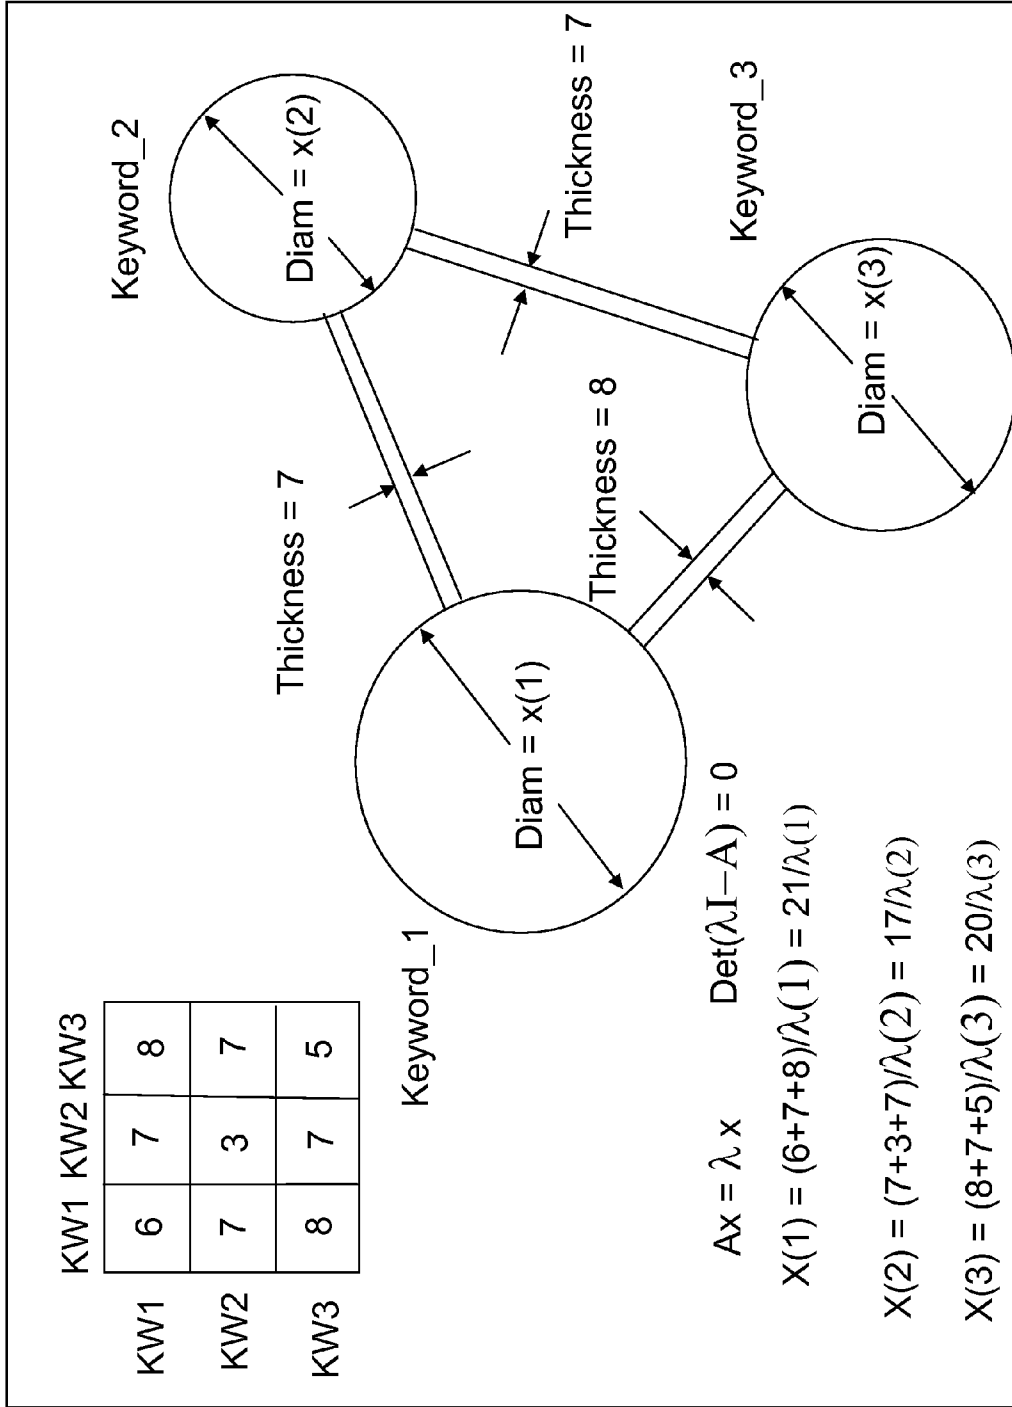 KW1 KW2 KW3
KW1 6 7 8
KW2 7 3 7
KW3 8 7 5
Keyword_1
Diam = x(1)
Thickness = 7
Keyword_2
Diam = x(2)
Thickness = 7
Thickness = 8
Keyword_3
Diam = x(3)
Ax = λ x Det(λI−A) = 0
X(1) = (6+7+8)/λ(1) = 21/λ(1)
X(2) = (7+3+7)/λ(2) = 17/λ(2)
X(3) = (8+7+5)/λ(3) = 20/λ(3)